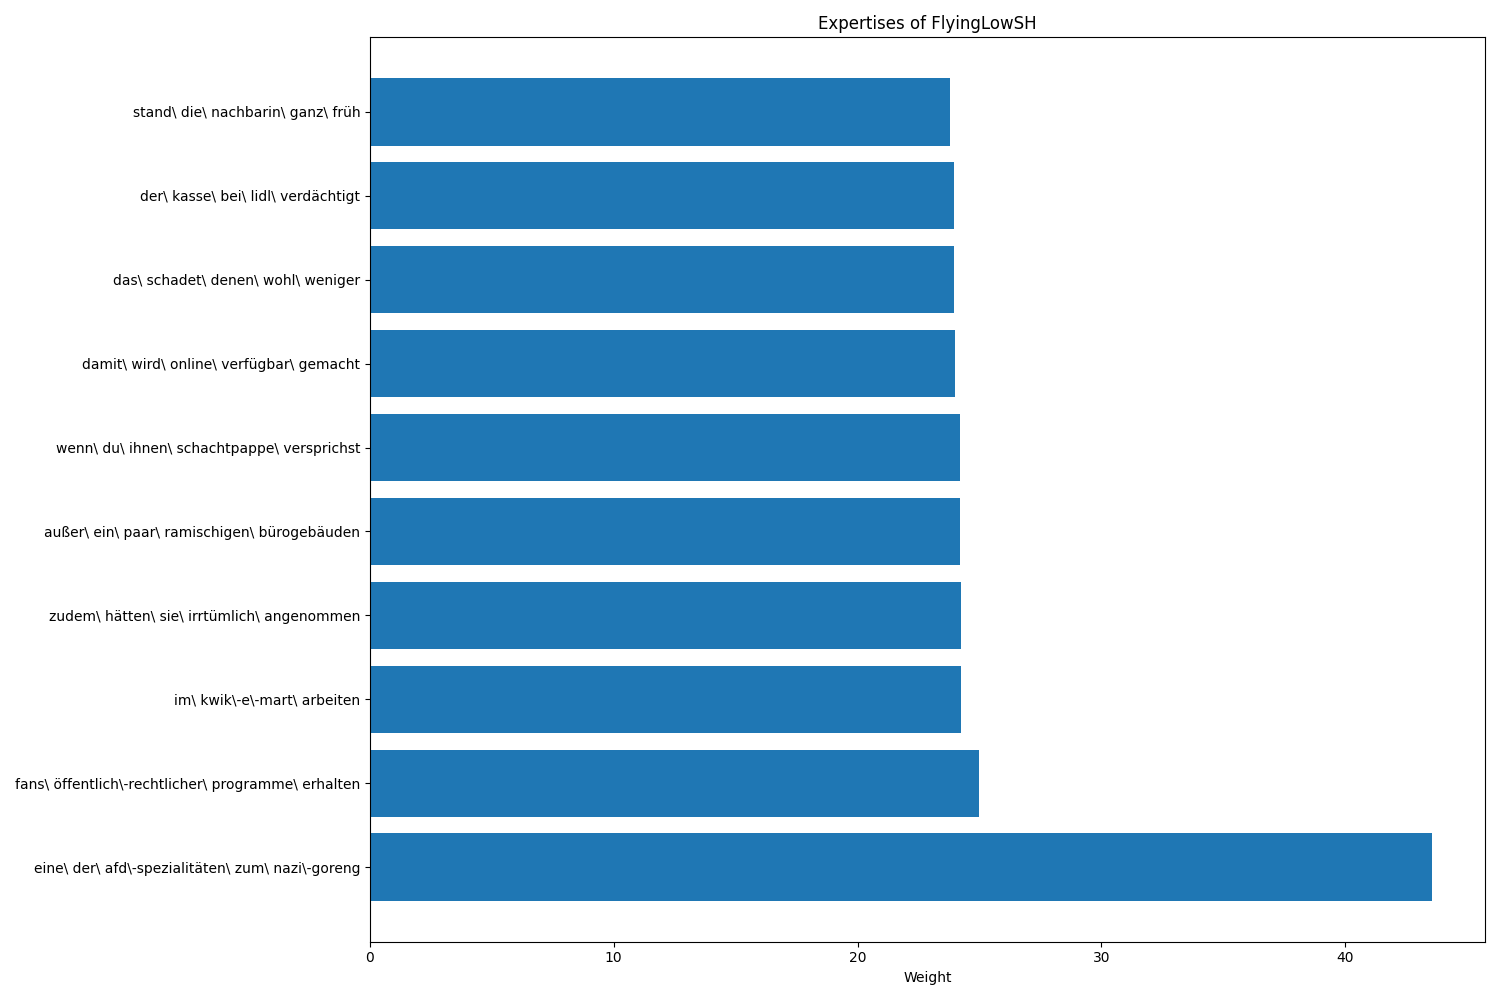 Expertises of FlyingLowSH
stand\ die\ nachbarin\ ganz\ früh
der\ kasse\ bei\ lidl\ verdächtigt
das\ schadet\ denen\ wohl\ weniger
damit\ wird\ online\ verfügbar\ gemacht
wenn\ du\ ihnen\ schachtpappe\ versprichst
außer\ ein\ paar\ ramischigen\ bürogebäuden
zudem\ hätten\ sie\ irrtümlich\ angenommen
im\ kwik\-e\-mart\ arbeiten
fans\ öffentlich\-rechtlicher\ programme\ erhalten
eine\ der\ afd\-spezialitäten\ zum\ nazi\-goreng
0 10 20 30 40
Weight